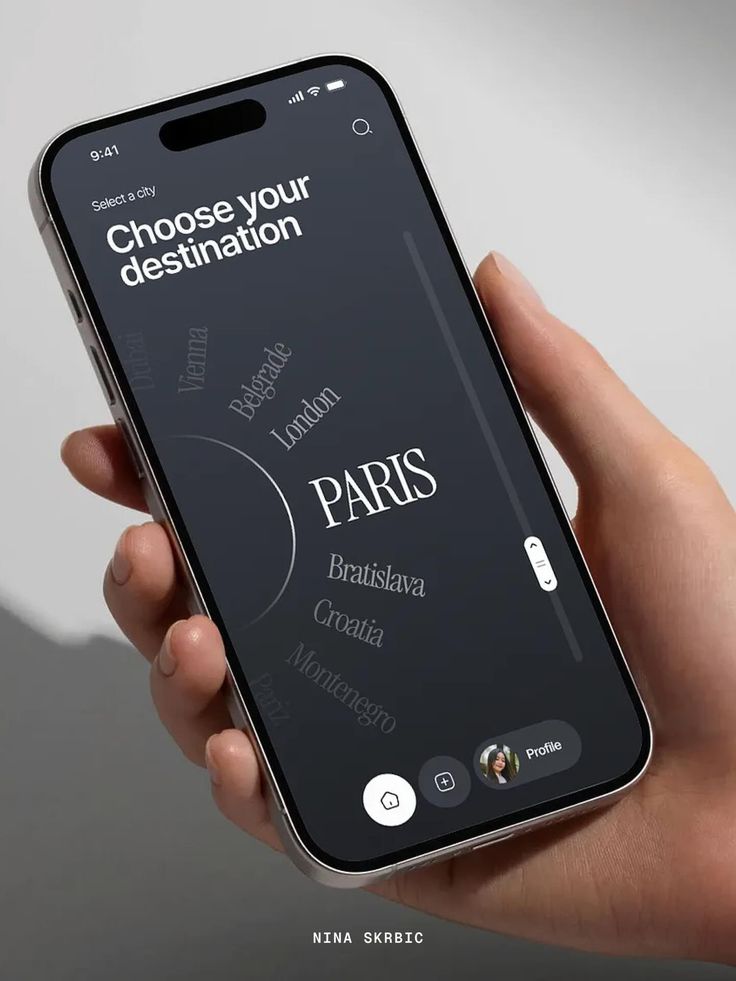 9:41
Select a city
Choose your
destination
Dubai
Vienna
Belgrade
London
PARIS
Bratislava
Croatia
Montenegro
Pariz
Profile
NINA SKRBIC